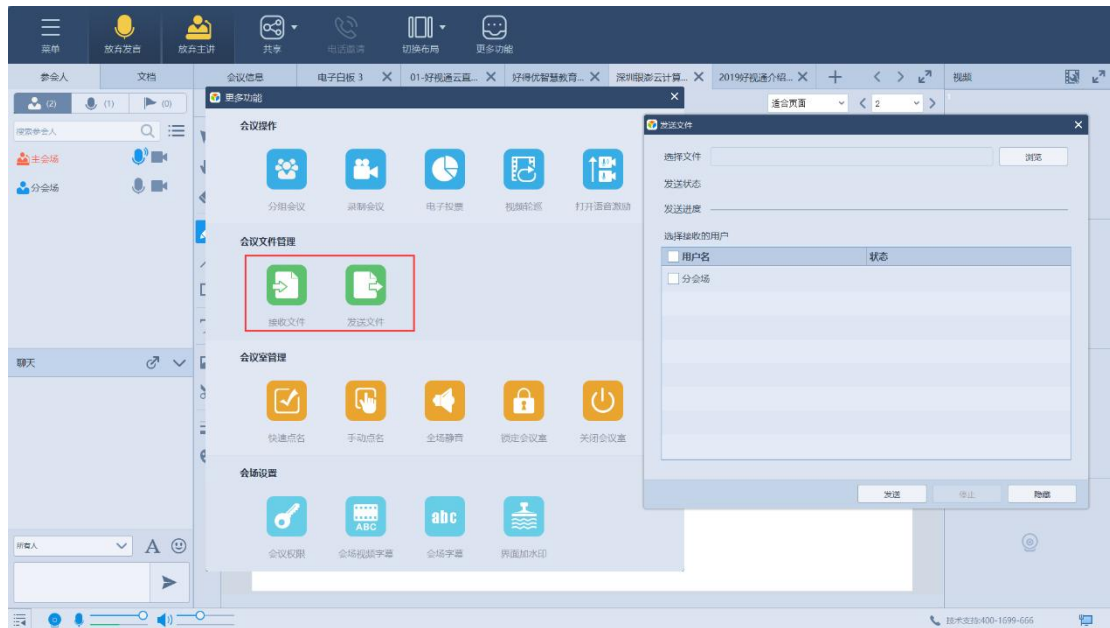 菜单 放弃发言 放弃主讲 共享 电话邀请 切换布局 更多功能
参会人 文档 会议信息 电子白板 3 01-好视通云直... 好得优智慧教育... 深圳银澎云计算... 2019好视通介绍... 视频
(2) (1) (0)
适合页面 2
搜索参会人
主会场
分会场
更多功能
会议操作
分组会议 录制会议 电子投票 视频轮巡 打开语音激励
会议文件管理
接收文件 发送文件
会议室管理
快速点名 手动点名 全场静音 锁定会议室 关闭会议室
会场设置
ABC abc
会议权限 会场视频字幕 会场字幕 界面加水印
发送文件
选择文件 浏览
发送状态
发送进度
选择接收的用户
用户名 状态
分会场
发送 停止 隐藏
聊天
所有人 A
技术支持:400-1699-666